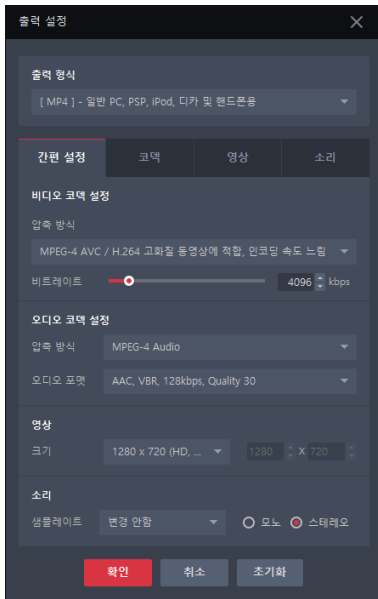 출력 설정
출력 형식
[ MP4 ] - 일반 PC, PSP, iPod, 디카 및 핸드폰용
간편 설정 코덱 영상 소리
비디오 코덱 설정
압축 방식
MPEG-4 AVC / H.264 고화질 동영상에 적합, 인코딩 속도 느림
비트레이트 4096 kbps
오디오 코덱 설정
압축 방식 MPEG-4 Audio
오디오 포맷 AAC, VBR, 128kbps, Quality 30
영상
크기 1280 x 720 (HD, ... 1280 X 720
소리
샘플레이트 변경 안함 모노 스테레오
확인 취소 초기화